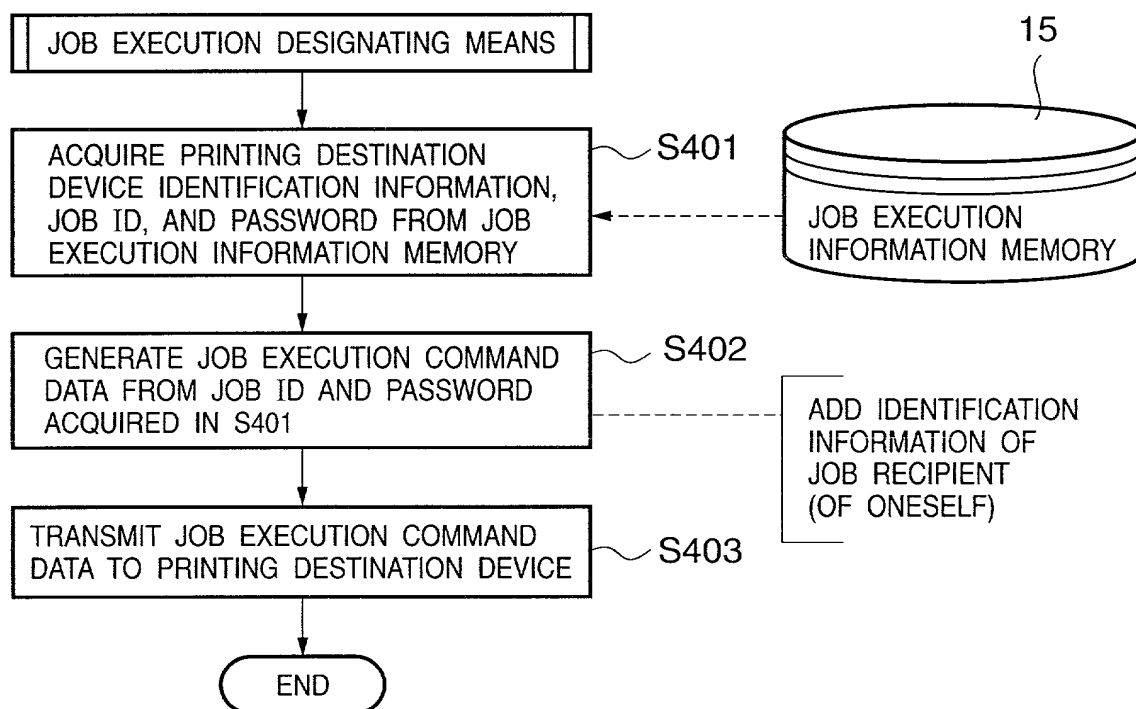 JOB EXECUTION DESIGNATING MEANS
15
ACQUIRE PRINTING DESTINATION
DEVICE IDENTIFICATION INFORMATION,
JOB ID, AND PASSWORD FROM JOB
EXECUTION INFORMATION MEMORY
S401
JOB EXECUTION
INFORMATION MEMORY
GENERATE JOB EXECUTION COMMAND
DATA FROM JOB ID AND PASSWORD
ACQUIRED IN S401
S402
ADD IDENTIFICATION
INFORMATION OF
JOB RECIPIENT
(OF ONESELF)
TRANSMIT JOB EXECUTION COMMAND
DATA TO PRINTING DESTINATION DEVICE
S403
END